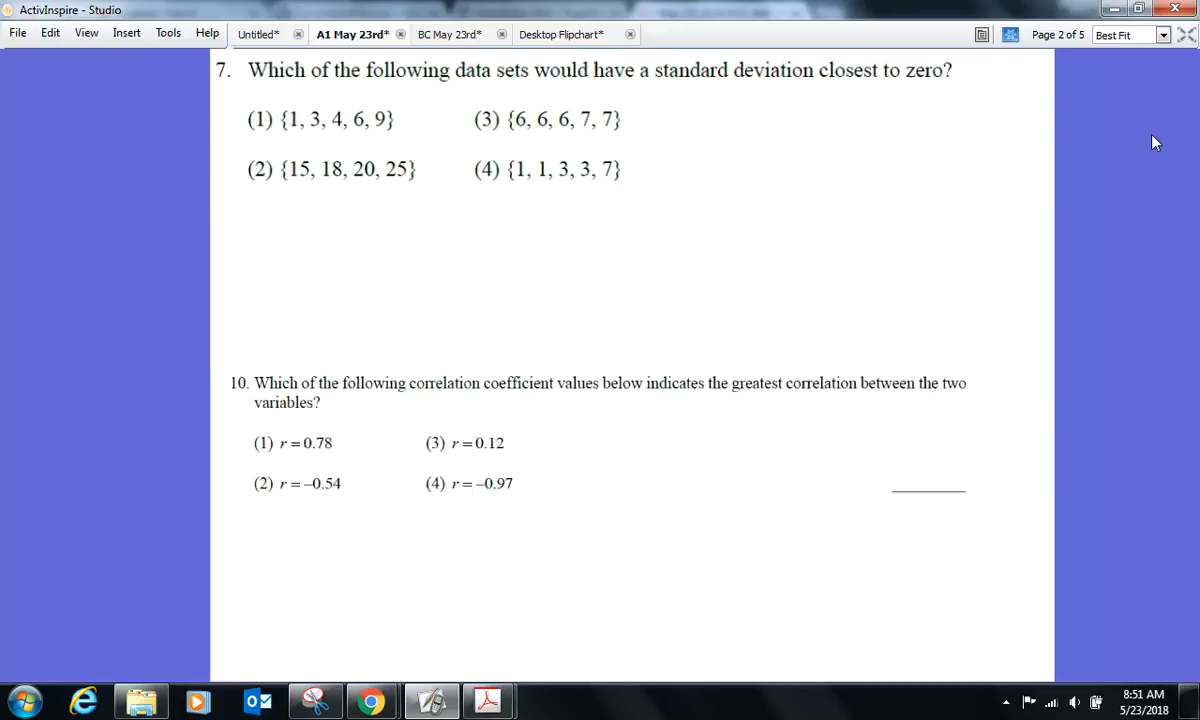 ActivInspire - Studio
File Edit View Insert Tools Help
Untitled* A1 May 23rd* BC May 23rd* Desktop Flipchart*
Page 2 of 5 Best Fit
7. Which of the following data sets would have a standard deviation closest to zero?
(1) {1, 3, 4, 6, 9} (3) {6, 6, 6, 7, 7}
(2) {15, 18, 20, 25} (4) {1, 1, 3, 3, 7}
10. Which of the following correlation coefficient values below indicates the greatest correlation between the two
variables?
(1) r = 0.78 (3) r = 0.12
(2) r = –0.54 (4) r = –0.97
8:51 AM
5/23/2018